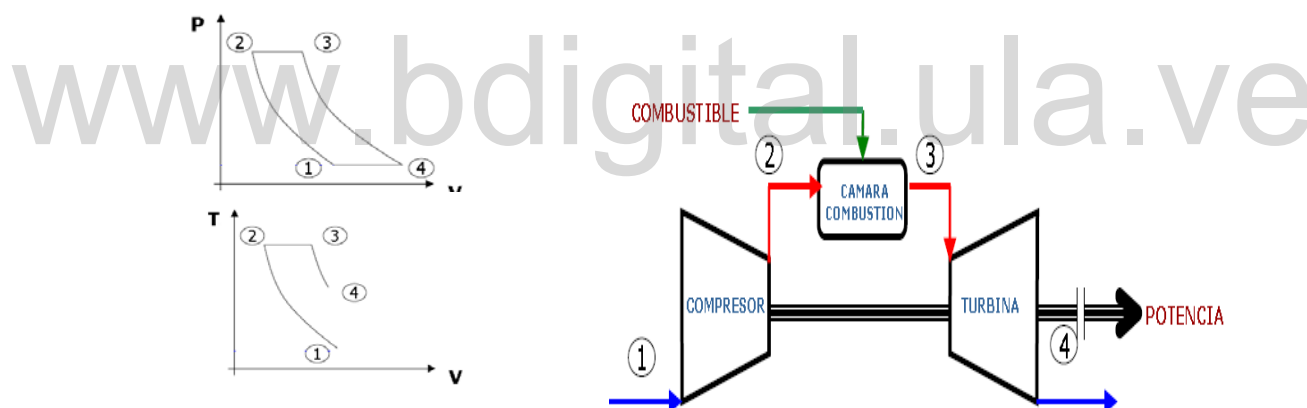 www.bdigital.ula.ve
P
2 3
1 4
V
T
2 3
4
1
V
COMBUSTIBLE
2 3
CAMARA
COMBUSTION
COMPRESOR
TURBINA
POTENCIA
1
4